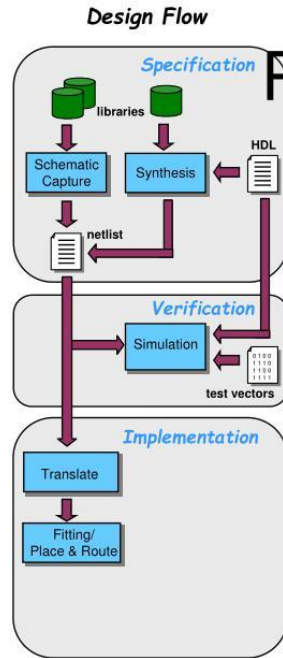 Design Flow
Specification
F
libraries
HDL
Schematic
Capture
Synthesis
netlist
Verification
Simulation
0100
1110
1100
1111
test vectors
Implementation
Translate
Fitting/
Place & Route